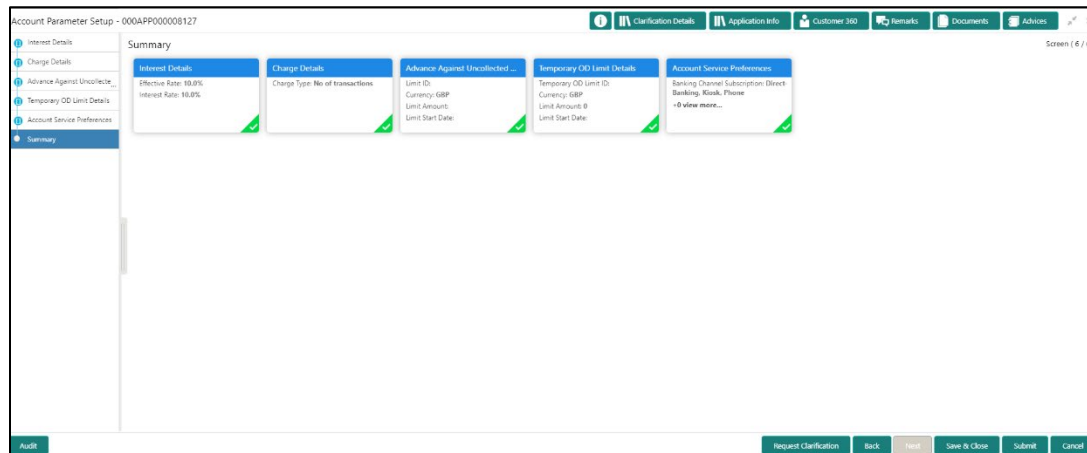 Account Parameter Setup - 000APP000008127
Clarification Details
Application Info
Customer 360
Remarks
Documents
Advices
Interest Details
Charge Details
Advance Against Uncollecte ...
Temporary OD Limit Details
Account Service Preferences
Summary
Summary
Screen ( 6 /
Interest Details
Effective Rate: 10.0%
Interest Rate: 10.0%
Charge Details
Charge Type: No of transactions
Advance Against Uncollected ...
Limit ID:
Currency: GBP
Limit Amount:
Limit Start Date:
Temporary OD Limit Details
Temporary OD Limit ID:
Currency: GBP
Limit Amount: 0
Limit Start Date:
Account Service Preferences
Banking Channel Subscription: Direct-
Banking, Kiosk, Phone
+0 view more...
Audit
Request Clarification
Back
Next
Save & Close
Submit
Cancel